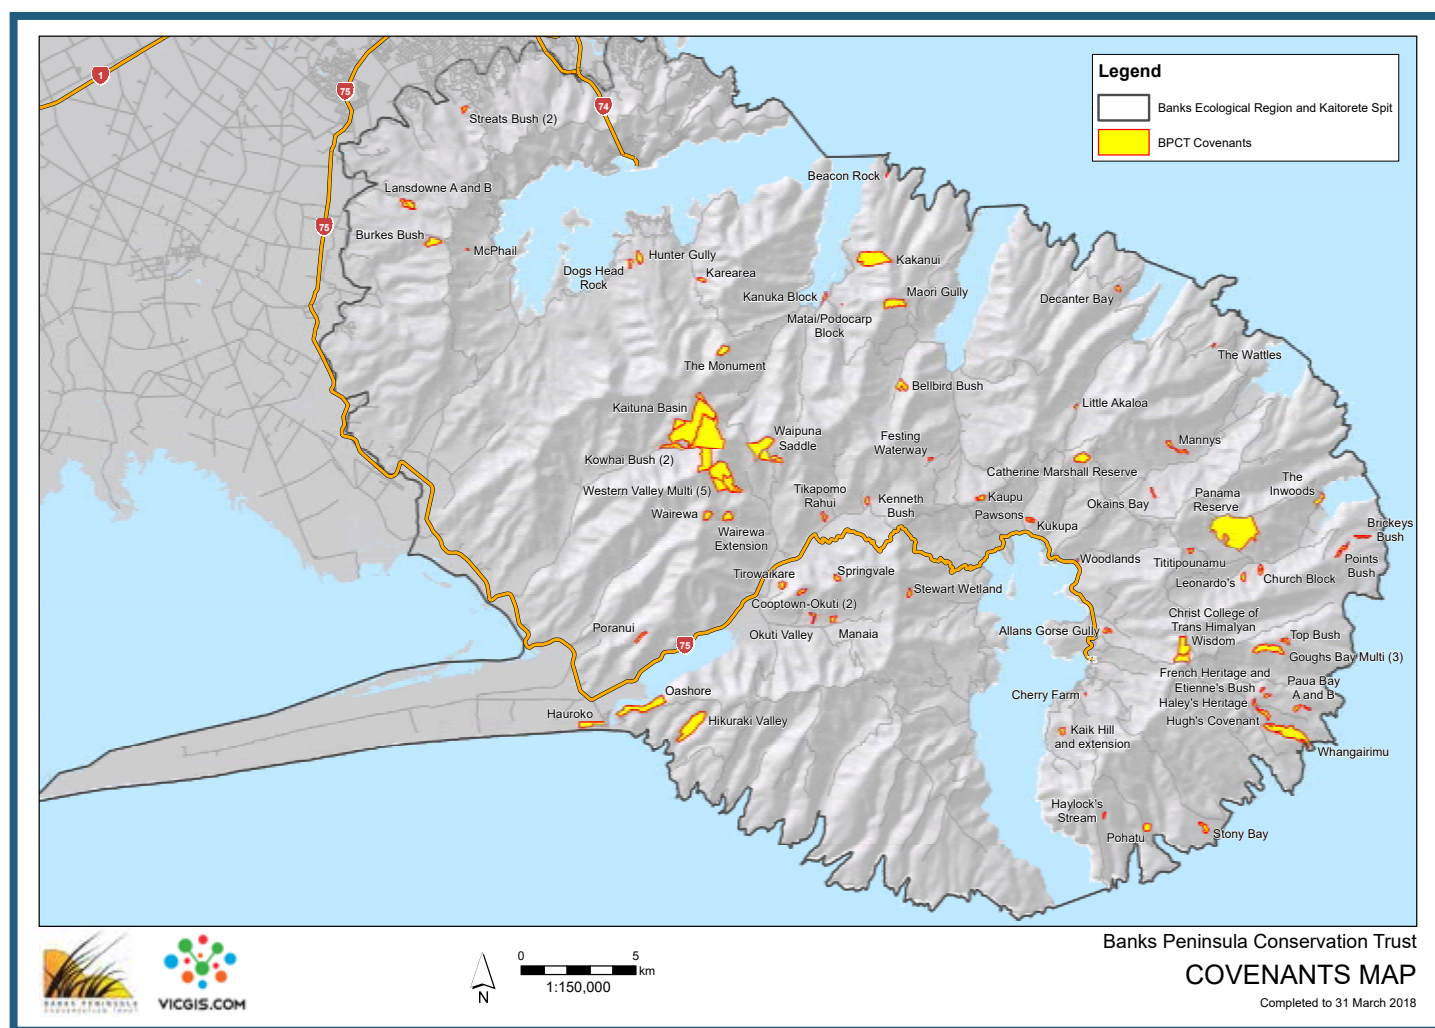 Legend
Banks Ecological Region and Kaitorete Spit
BPCT Covenants
1
75
74
75
75
Streats Bush (2)
Lansdowne A and B
Burkes Bush
McPhail
Beacon Rock
Dogs Head
Rock
Hunter Gully
Karearea
Kakanui
Kanuka Block
Maori Gully
Matai/Podocarp
Block
Decanter Bay
The Monument
The Wattles
Bellbird Bush
Kaituna Basin
Little Akaloa
Waipuna
Saddle
Festing
Waterway
Mannys
Kowhai Bush (2)
Catherine Marshall Reserve
Western Valley Multi (5)
Tikapomo
Rahui
Kenneth
Bush
Kaupu
Okains Bay
Panama
Reserve
The
Inwoods
Wairewa
Wairewa
Extension
Pawsons
Kukupa
Brickeys
Bush
Woodlands
Tititipounamu
Points
Bush
Tirowaikare
Springvale
Leonardo's
Church Block
Cooptown-Okuti (2)
Stewart Wetland
Okuti Valley
Manaia
Poranui
Allans Gorse Gully
Christ College of
Trans Himalyan
Wisdom
Top Bush
Goughs Bay Multi (3)
French Heritage and
Etienne's Bush
Paua Bay
A and B
Oashore
Cherry Farm
Haley's Heritage
Hauroko
Hikuraki Valley
Hugh's Covenant
Kaik Hill
and extension
Whangairimu
Haylock's
Stream
Pohatu
Stony Bay
BANKS PENINSULA
CONSERVATION TRUST
VICGIS.COM
N
0 5
km
1:150,000
Banks Peninsula Conservation Trust
COVENANTS MAP
Completed to 31 March 2018